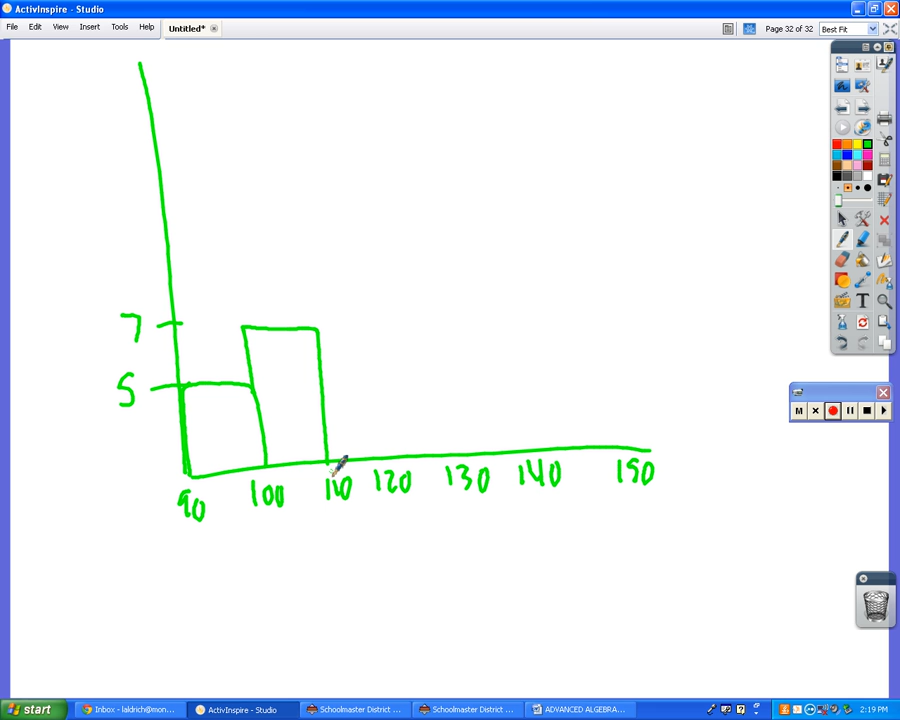 ActivInspire - Studio
File Edit View Insert Tools Help Untitled* Page 32 of 32 Best Fit
7
5
90 100 110 120 130 140 150
M
start Inbox - laldrich@mon... ActivInspire - Studio Schoolmaster District ... Schoolmaster District ... ADVANCED ALGEBRA... 2:19 PM